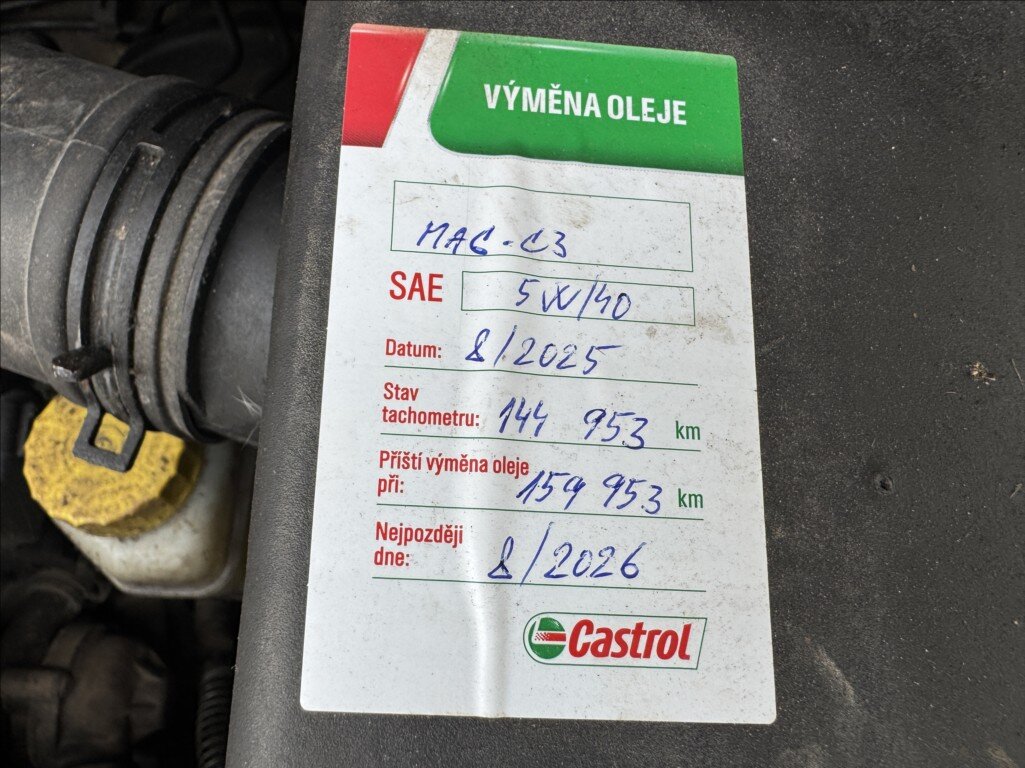 VÝMĚNA OLEJE
MAG-C3
SAE 5W/40
Datum: 8/2025
Stav
tachometru: 144 953 km
Příští výměna oleje
při: 159 953 km
Nejpozději
dne: 8/2026
Castrol